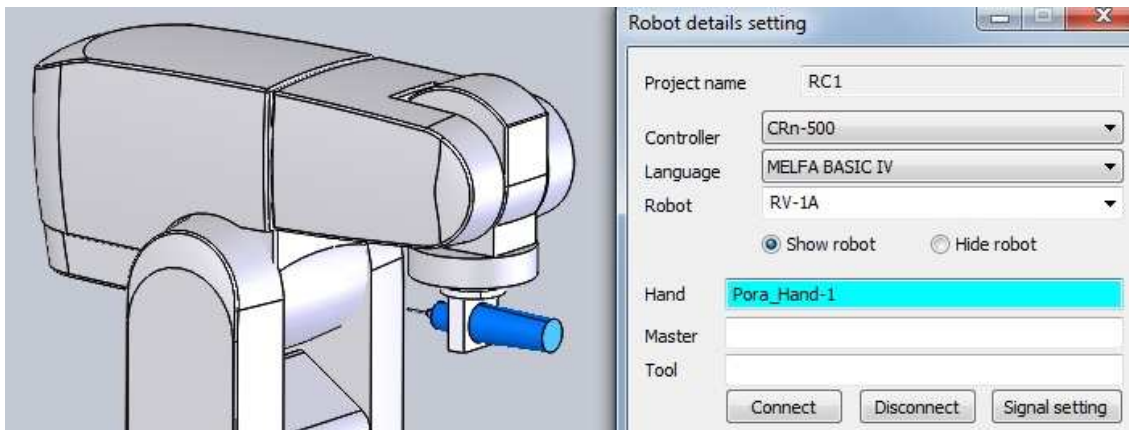 Robot details setting
Project name RC1
Controller CRn-500
Language MELFA BASIC IV
Robot RV-1A
Show robot Hide robot
Hand Pora_Hand-1
Master
Tool
Connect Disconnect Signal setting